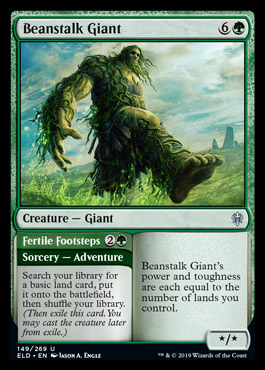 Beanstalk Giant 6
Creature — Giant
Fertile Footsteps 2
Sorcery — Adventure
Search your library for
a basic land card, put
it onto the battlefield,
then shuffle your library.
(Then exile this card. You
may cast the creature
later from exile.)
Beanstalk Giant's
power and toughness
are each equal to the
number of lands you
control.
*/*
149/269 U
ELD • EN Jason A. Engle
™ & © 2019 Wizards of the Coast